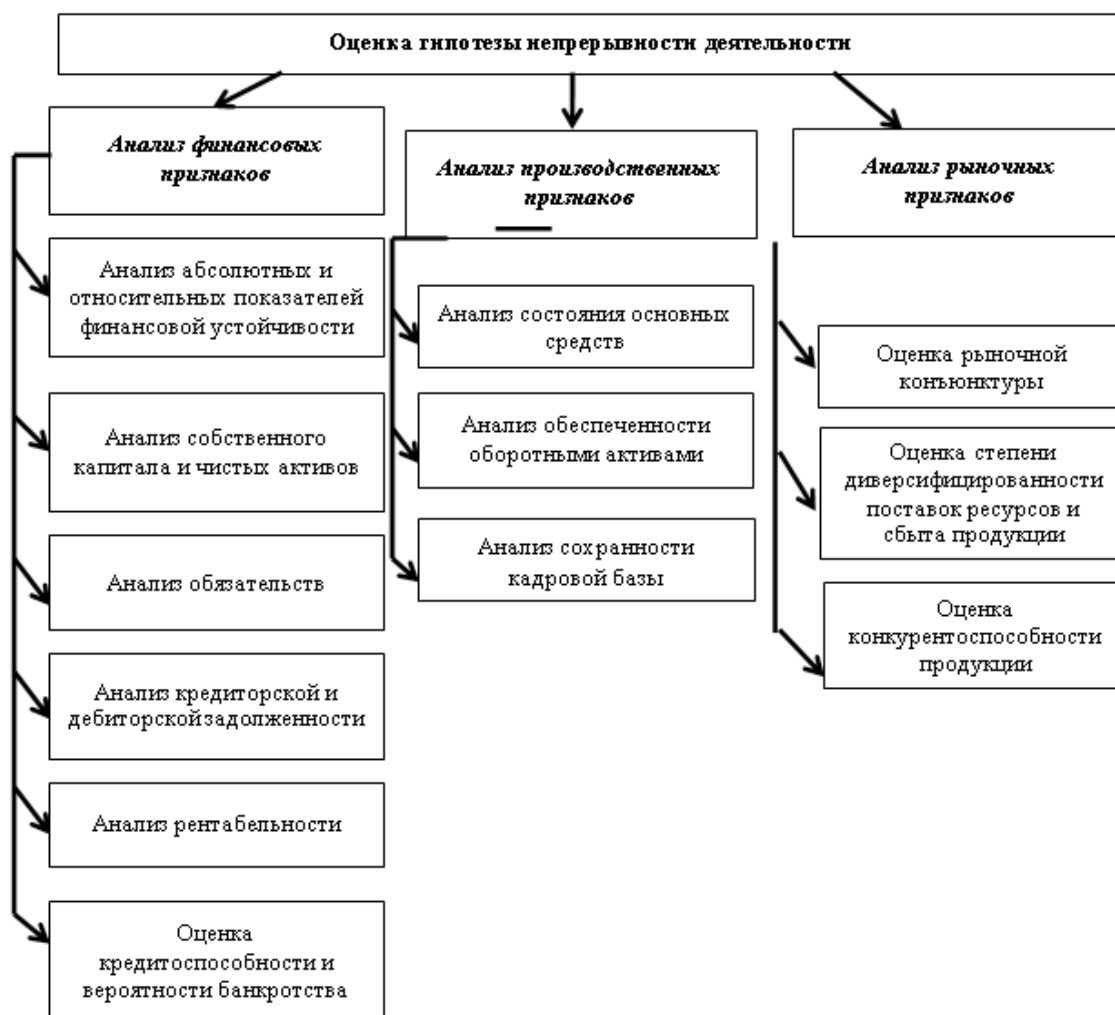 Оценка гипотезы непрерывности деятельности
Анализ финансовых
признаков
Анализ абсолютных и
относительных показателей
финансовой устойчивости
Анализ собственного
капитала и чистых активов
Анализ обязательств
Анализ кредиторской и
дебиторской задолженности
Анализ рентабельности
Оценка
кредитоспособности и
вероятности банкротства
Анализ производственных
признаков
Анализ состояния основных
средств
Анализ обеспеченности
оборотными активами
Анализ сохранности
кадровой базы
Анализ рыночных
признаков
Оценка рыночной
конъюнктуры
Оценка степени
диверсифицированности
поставок ресурсов и
сбыта продукции
Оценка
конкурентоспособности
продукции